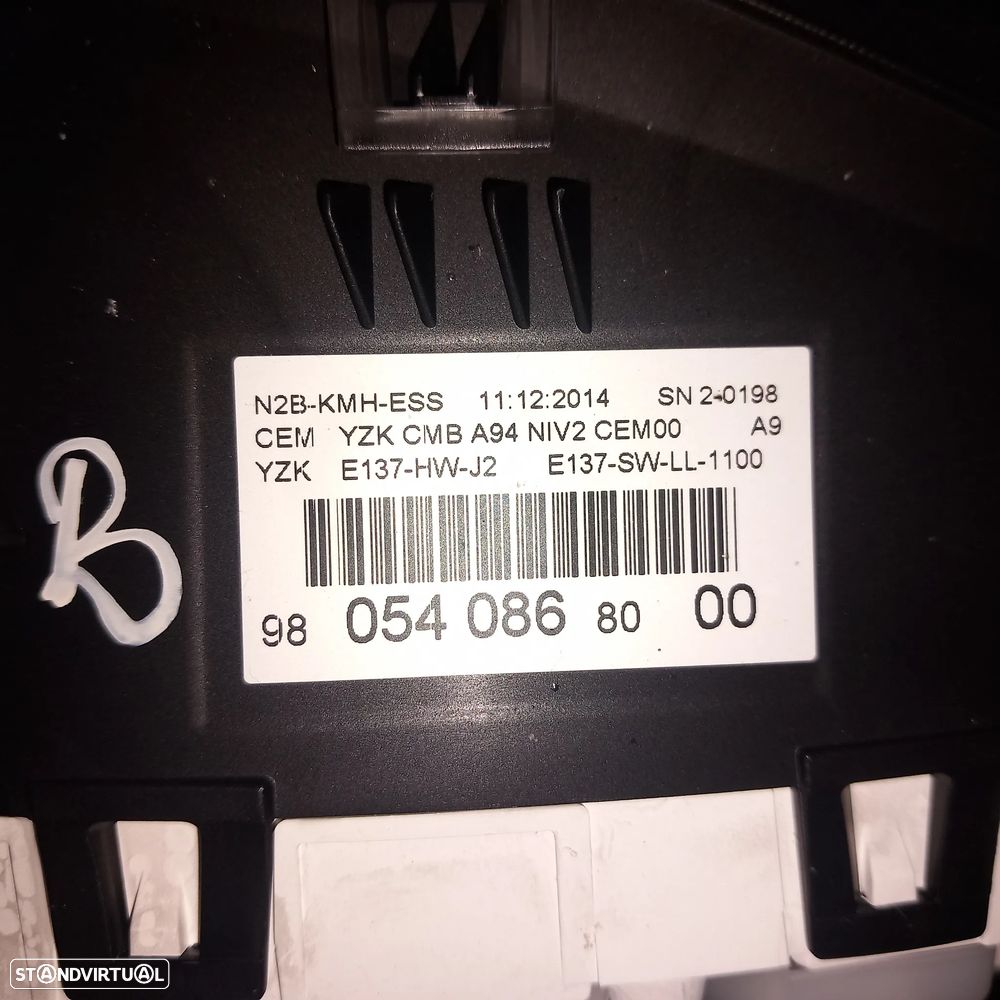 N2B-KMH-ESS 11:12:2014 SN 2-0198
CEM YZK CMB A94 NIV2 CEM00 A9
YZK E137-HW-J2 E137-SW-LL-1100
98 054 086 80 00
B
STANDVIRTUAL